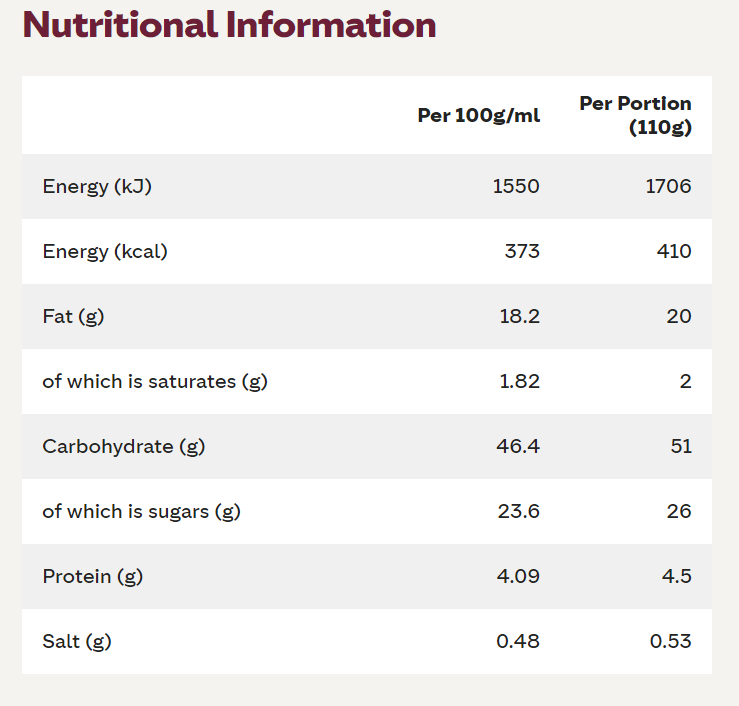 Nutritional Information
Per 100g/ml Per Portion
(110g)
Energy (kJ) 1550 1706
Energy (kcal) 373 410
Fat (g) 18.2 20
of which is saturates (g) 1.82 2
Carbohydrate (g) 46.4 51
of which is sugars (g) 23.6 26
Protein (g) 4.09 4.5
Salt (g) 0.48 0.53